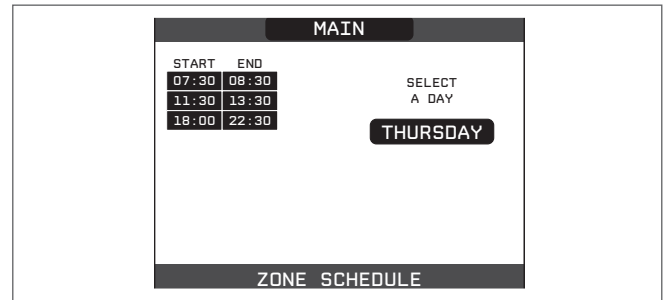 MAIN
START END
07:30 08:30
11:30 13:30
18:00 22:30
SELECT
A DAY
THURSDAY
ZONE SCHEDULE